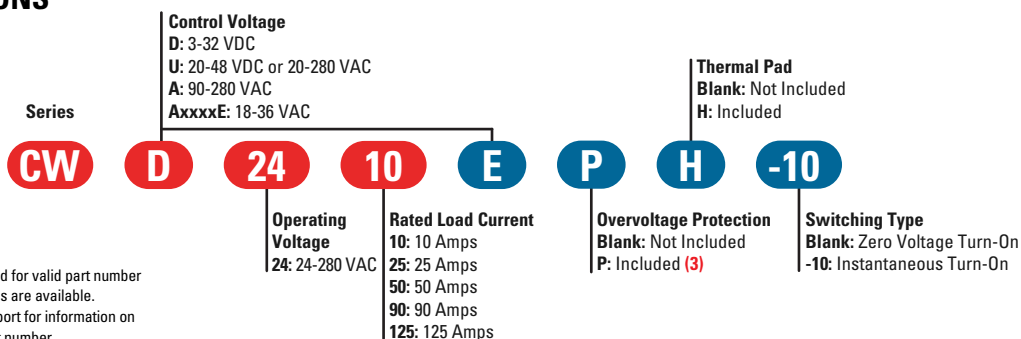 ONS
Control Voltage
D: 3-32 VDC
U: 20-48 VDC or 20-280 VAC
A: 90-280 VAC
AxxxxE: 18-36 VAC
Thermal Pad
Blank: Not Included
H: Included
Series
CW D 24 10 E P H -10
Operating
Voltage
24: 24-280 VAC
Rated Load Current
10: 10 Amps
25: 25 Amps
50: 50 Amps
90: 90 Amps
125: 125 Amps
Overvoltage Protection
Blank: Not Included
P: Included (3)
Switching Type
Blank: Zero Voltage Turn-On
-10: Instantaneous Turn-On
d for valid part number
s are available.
port for information on
number